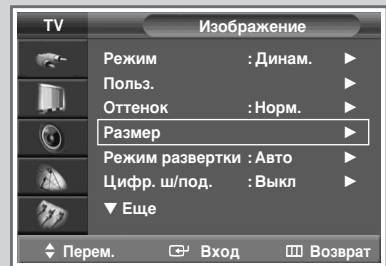 TV Изображение
Режим : Динам. ►
Польз. ►
Оттенок : Норм. ►
Размер ►
Режим развертки : Авто ►
Цифр. ш/под. : Выкл ►
▼ Еще
Перем. Вход Возврат